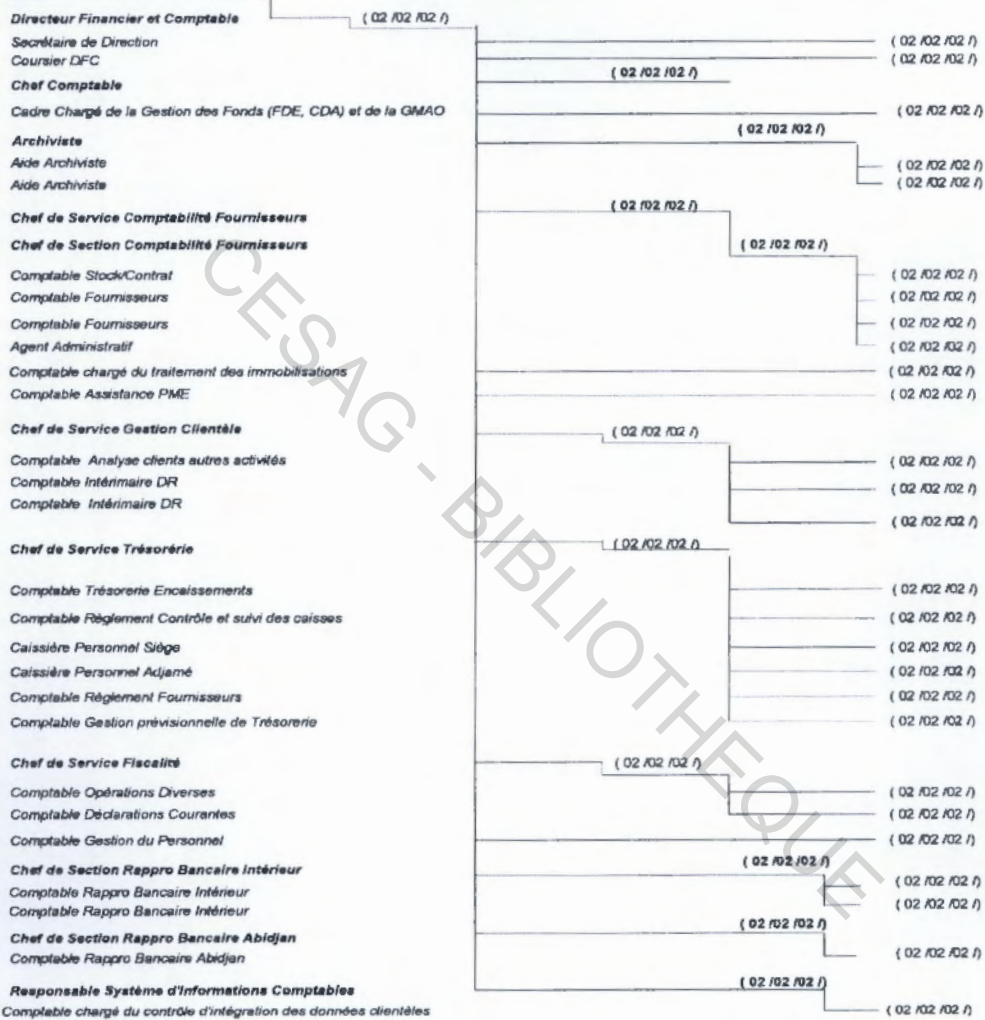 Directeur Financier et Comptable ( 02 /02 /02 /)
Secrétaire de Direction ( 02 /02 /02 /)
Coursier DFC ( 02 /02 /02 /)
Chef Comptable ( 02 /02 /02 /)
Cadre Chargé de la Gestion des Fonds (FDE, CDA) et de la GMAO ( 02 /02 /02 /)
Archiviste ( 02 /02 /02 /)
Aide Archiviste ( 02 /02 /02 /)
Aide Archiviste ( 02 /02 /02 /)
Chef de Service Comptabilité Fournisseurs ( 02 /02 /02 /)
Chef de Section Comptabilité Fournisseurs ( 02 /02 /02 /)
Comptable Stock/Contrat ( 02 /02 /02 /)
Comptable Fournisseurs ( 02 /02 /02 /)
Comptable Fournisseurs ( 02 /02 /02 /)
Agent Administratif ( 02 /02 /02 /)
Comptable chargé du traitement des immobilisations ( 02 /02 /02 /)
Comptable Assistance PME ( 02 /02 /02 /)
Chef de Service Gestion Clientèle ( 02 /02 /02 /)
Comptable Analyse clients autres activités ( 02 /02 /02 /)
Comptable Intérimaire DR ( 02 /02 /02 /)
Comptable Intérimaire DR ( 02 /02 /02 /)
Chef de Service Trésorérie ( 02 /02 /02 /)
Comptable Trésorerie Encaissements ( 02 /02 /02 /)
Comptable Règlement Contrôle et suivi des caisses ( 02 /02 /02 /)
Caissière Personnel Siège ( 02 /02 /02 /)
Caissière Personnel Adjamé ( 02 /02 /02 /)
Comptable Règlement Fournisseurs ( 02 /02 /02 /)
Comptable Gestion prévisionnelle de Trésorerie ( 02 /02 /02 /)
Chef de Service Fiscalité ( 02 /02 /02 /)
Comptable Opérations Diverses ( 02 /02 /02 /)
Comptable Déclarations Courantes ( 02 /02 /02 /)
Comptable Gestion du Personnel ( 02 /02 /02 /)
Chef de Section Rappro Bancaire Intérieur ( 02 /02 /02 /)
Comptable Rappro Bancaire Intérieur ( 02 /02 /02 /)
Comptable Rappro Bancaire Intérieur ( 02 /02 /02 /)
Chef de Section Rappro Bancaire Abidjan ( 02 /02 /02 /)
Comptable Rappro Bancaire Abidjan ( 02 /02 /02 /)
Responsable Système d'Informations Comptables ( 02 /02 /02 /)
Comptable chargé du contrôle d'intégration des données clientèles ( 02 /02 /02 /)
CESAG - BIBLIOTHEQUE